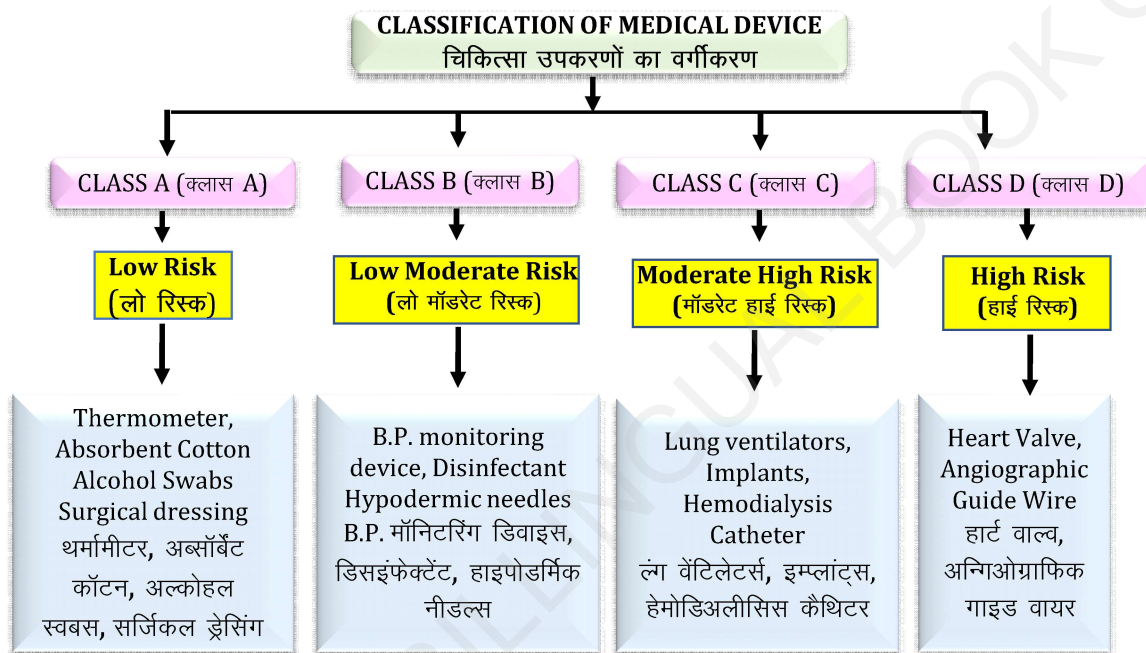 CLASSIFICATION OF MEDICAL DEVICE
चिकित्सा उपकरणों का वर्गीकरण
CLASS A (क्लास A)
CLASS B (क्लास B)
CLASS C (क्लास C)
CLASS D (क्लास D)
Low Risk
(लो रिस्क)
Low Moderate Risk
(लो मॉडरेट रिस्क)
Moderate High Risk
(मॉडरेट हाई रिस्क)
High Risk
(हाई रिस्क)
Thermometer,
Absorbent Cotton
Alcohol Swabs
Surgical dressing
थर्मामीटर, अब्सॉर्बेंट
कॉटन, अल्कोहल
स्वबस, सर्जिकल ड्रेसिंग
B.P. monitoring
device, Disinfectant
Hypodermic needles
B.P. मॉनिटरिंग डिवाइस,
डिसइंफेक्टेंट, हाइपोडर्मिक
नीडल्स
Lung ventilators,
Implants,
Hemodialysis
Catheter
लंग वेंटिलेटर्स, इम्प्लांट्स,
हेमोडिअलीसिस कैथिटर
Heart Valve,
Angiographic
Guide Wire
हार्ट वाल्व,
अन्गिओग्राफिक
गाइड वायर
BILINGUAL BOOK